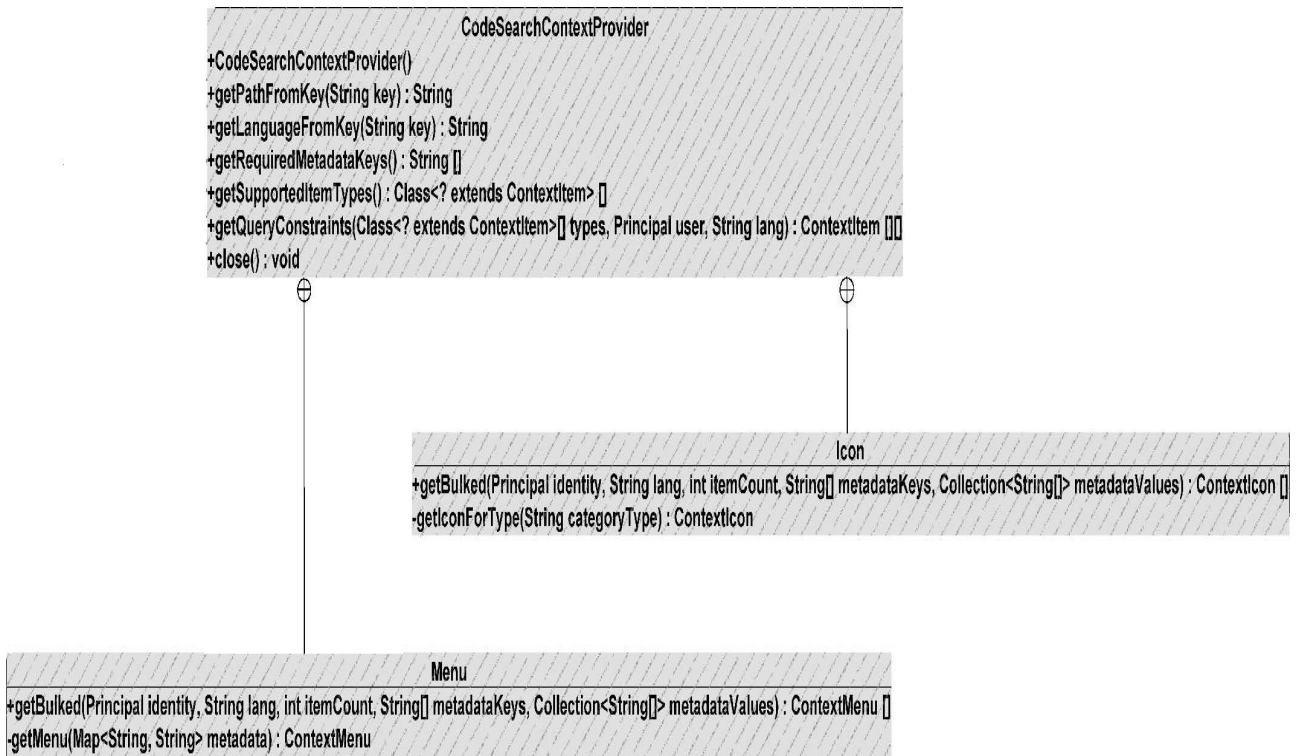 CodeSearchContextProvider
+CodeSearchContextProvider()
+getPathFromKey(String key) : String
+getLanguageFromKey(String key) : String
+getRequiredMetadataKeys() : String []
+getSupportedItemTypes() : Class<? extends ContextItem> []
+getQueryConstraints(Class<? extends ContextItem>[] types, Principal user, String lang) : ContextItem [][]
+close() : void
Icon
+getBulked(Principal identity, String lang, int itemCount, String[] metadataKeys, Collection<String[]> metadataValues) : ContextIcon []
-getIconForType(String categoryType) : ContextIcon
Menu
+getBulked(Principal identity, String lang, int itemCount, String[] metadataKeys, Collection<String[]> metadataValues) : ContextMenu []
-getMenu(Map<String, String> metadata) : ContextMenu